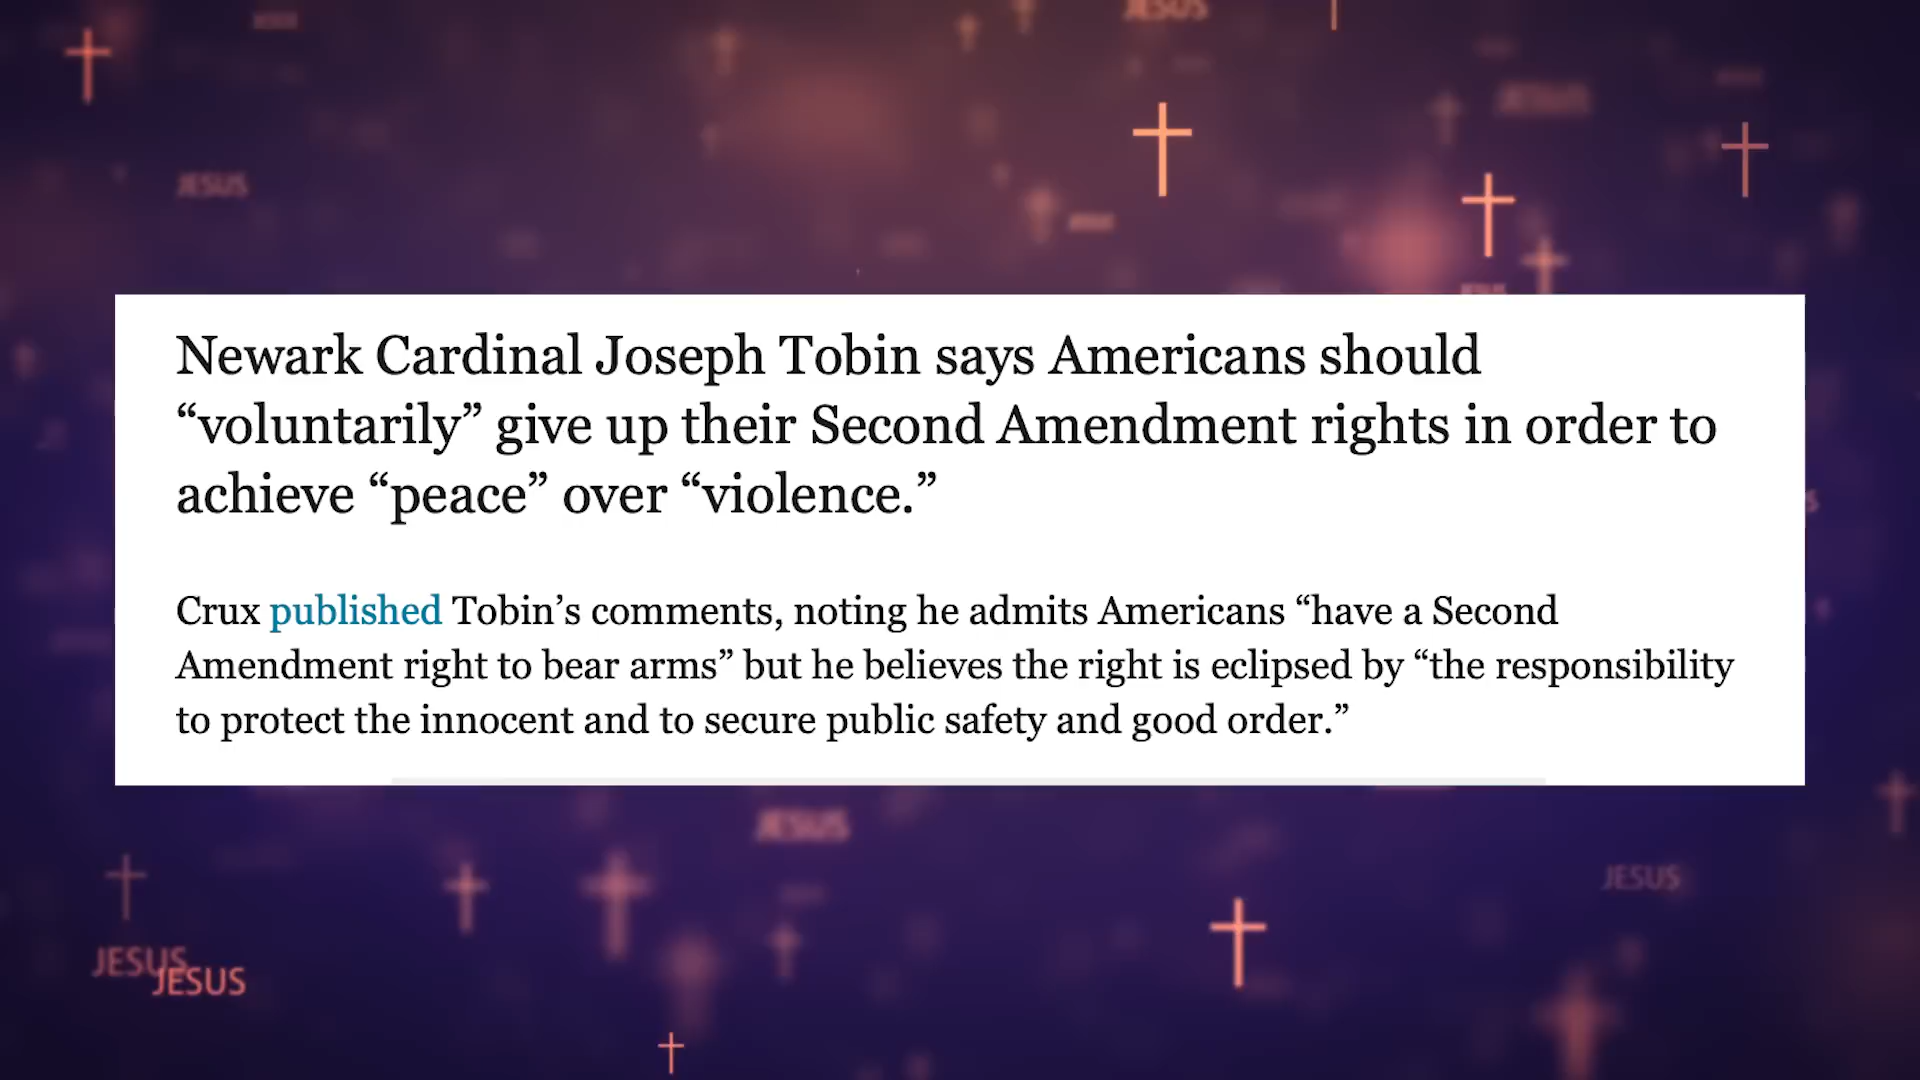 JESUS
JESUS
JESUS
Newark Cardinal Joseph Tobin says Americans should
“voluntarily” give up their Second Amendment rights in order to
achieve “peace” over “violence.”
Crux published Tobin’s comments, noting he admits Americans “have a Second
Amendment right to bear arms” but he believes the right is eclipsed by “the responsibility
to protect the innocent and to secure public safety and good order.”
JESUS
JESUS
JESUS
JESUS